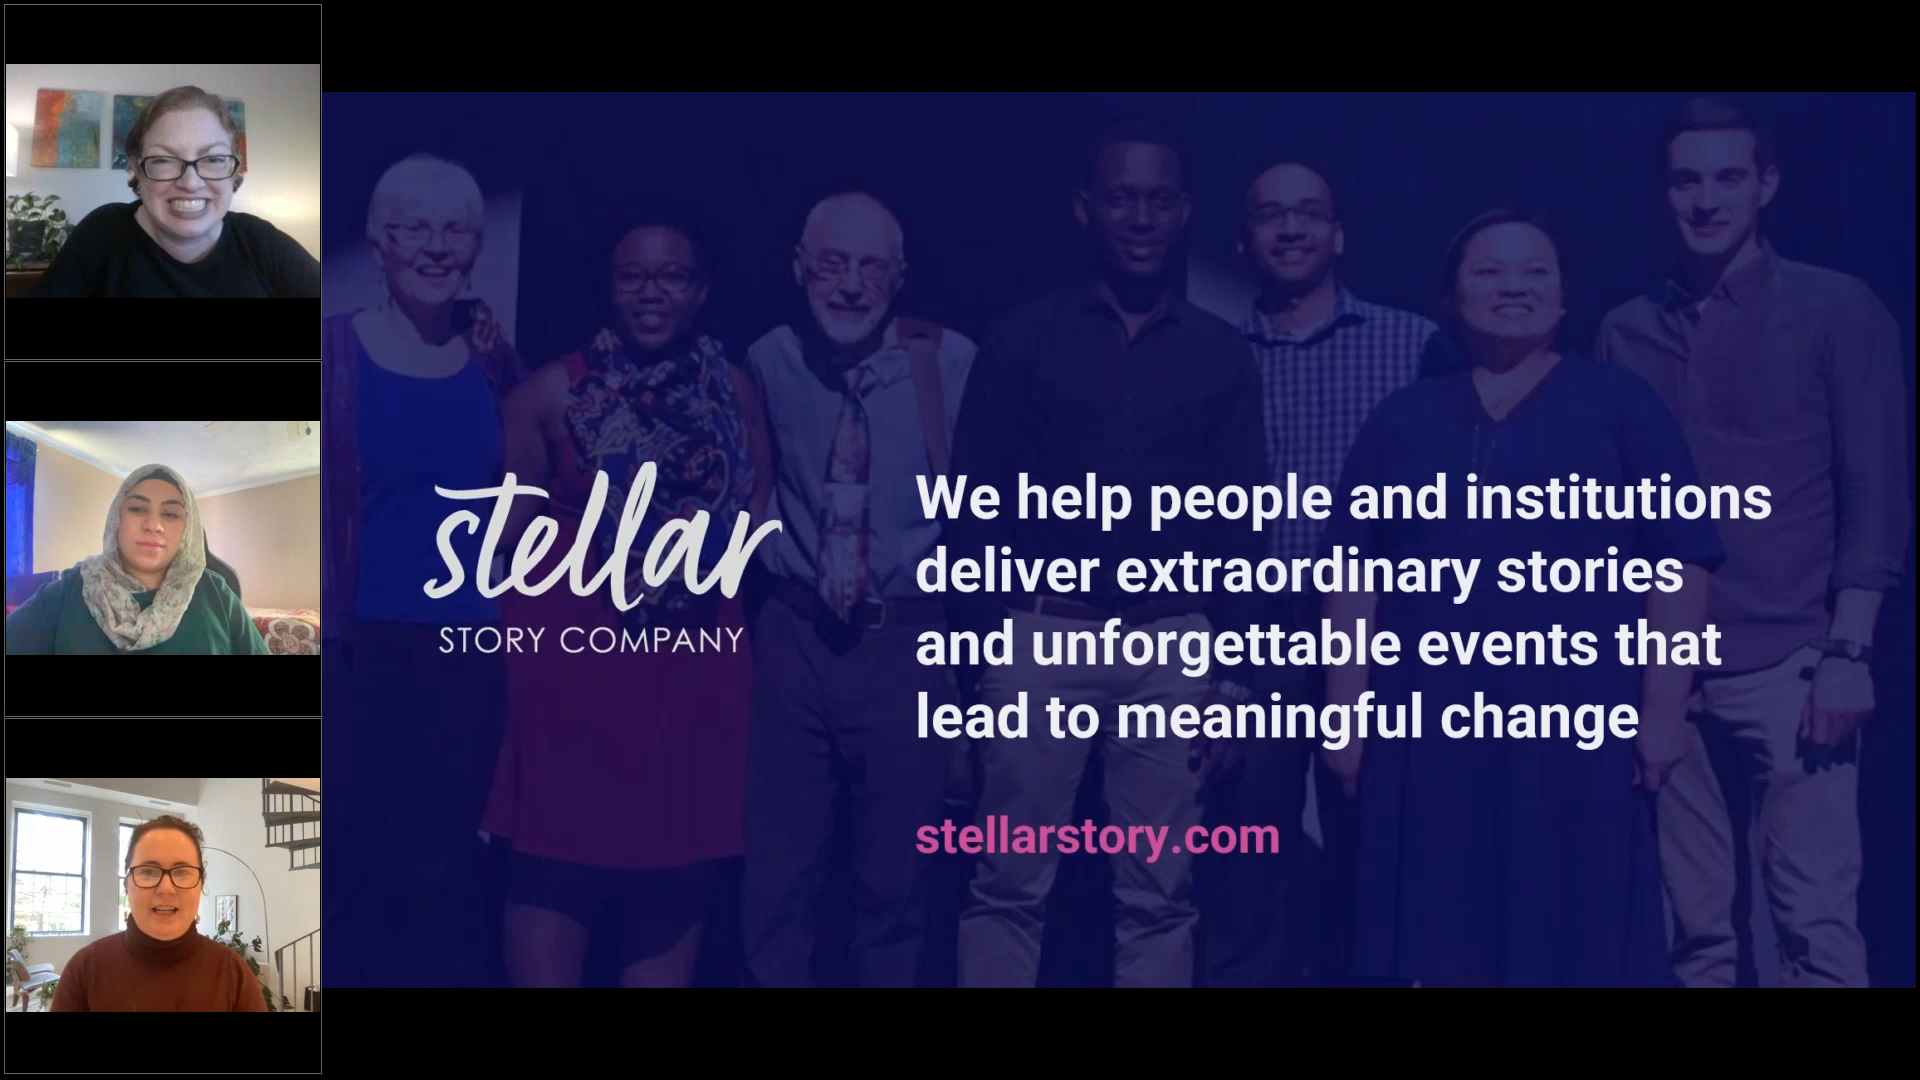 stellar
STORY COMPANY
We help people and institutions
deliver extraordinary stories
and unforgettable events that
lead to meaningful change
stellarstory.com